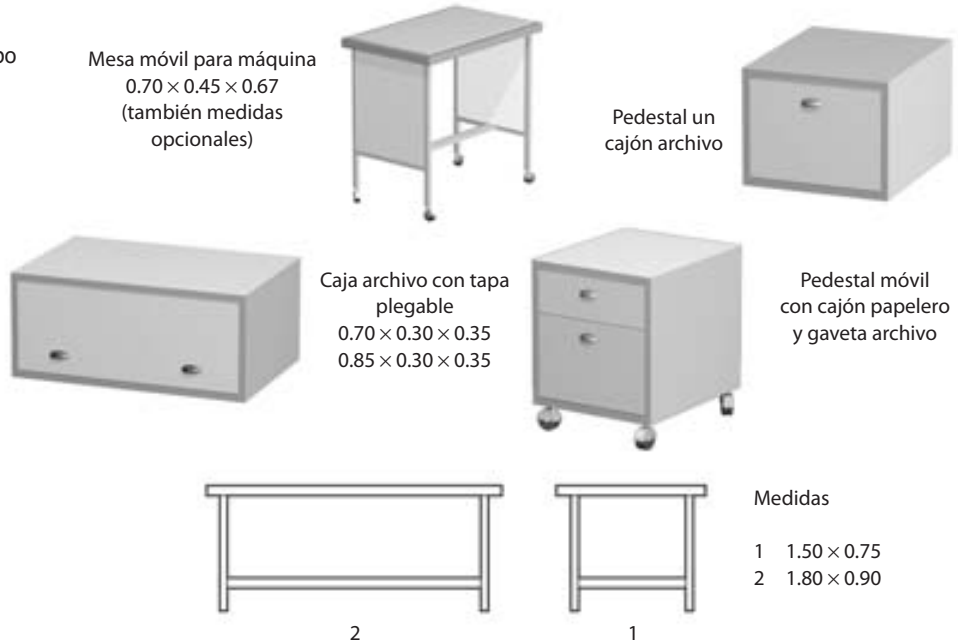 po
Mesa móvil para máquina
0.70 × 0.45 × 0.67
(también medidas
opcionales)
Pedestal un
cajón archivo
Caja archivo con tapa
plegable
0.70 × 0.30 × 0.35
0.85 × 0.30 × 0.35
Pedestal móvil
con cajón papelero
y gaveta archivo
Medidas
1 1.50 × 0.75
2 1.80 × 0.90
2
1